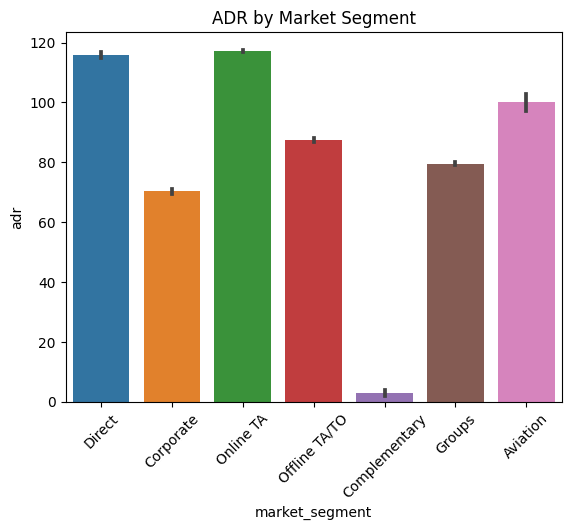 ADR by Market Segment
120
100
80
60
40
20
0
adr
Direct
Corporate
Online TA
Offline TA/TO
Complementary
Groups
Aviation
market_segment